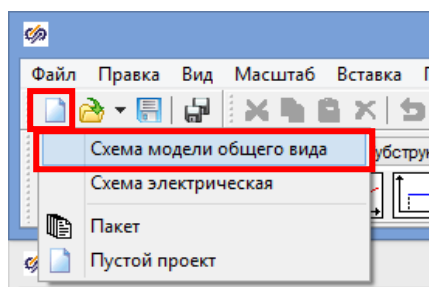 Файл Правка Вид Масштаб Вставка
Схема модели общего вида
Схема электрическая
Пакет
Пустой проект